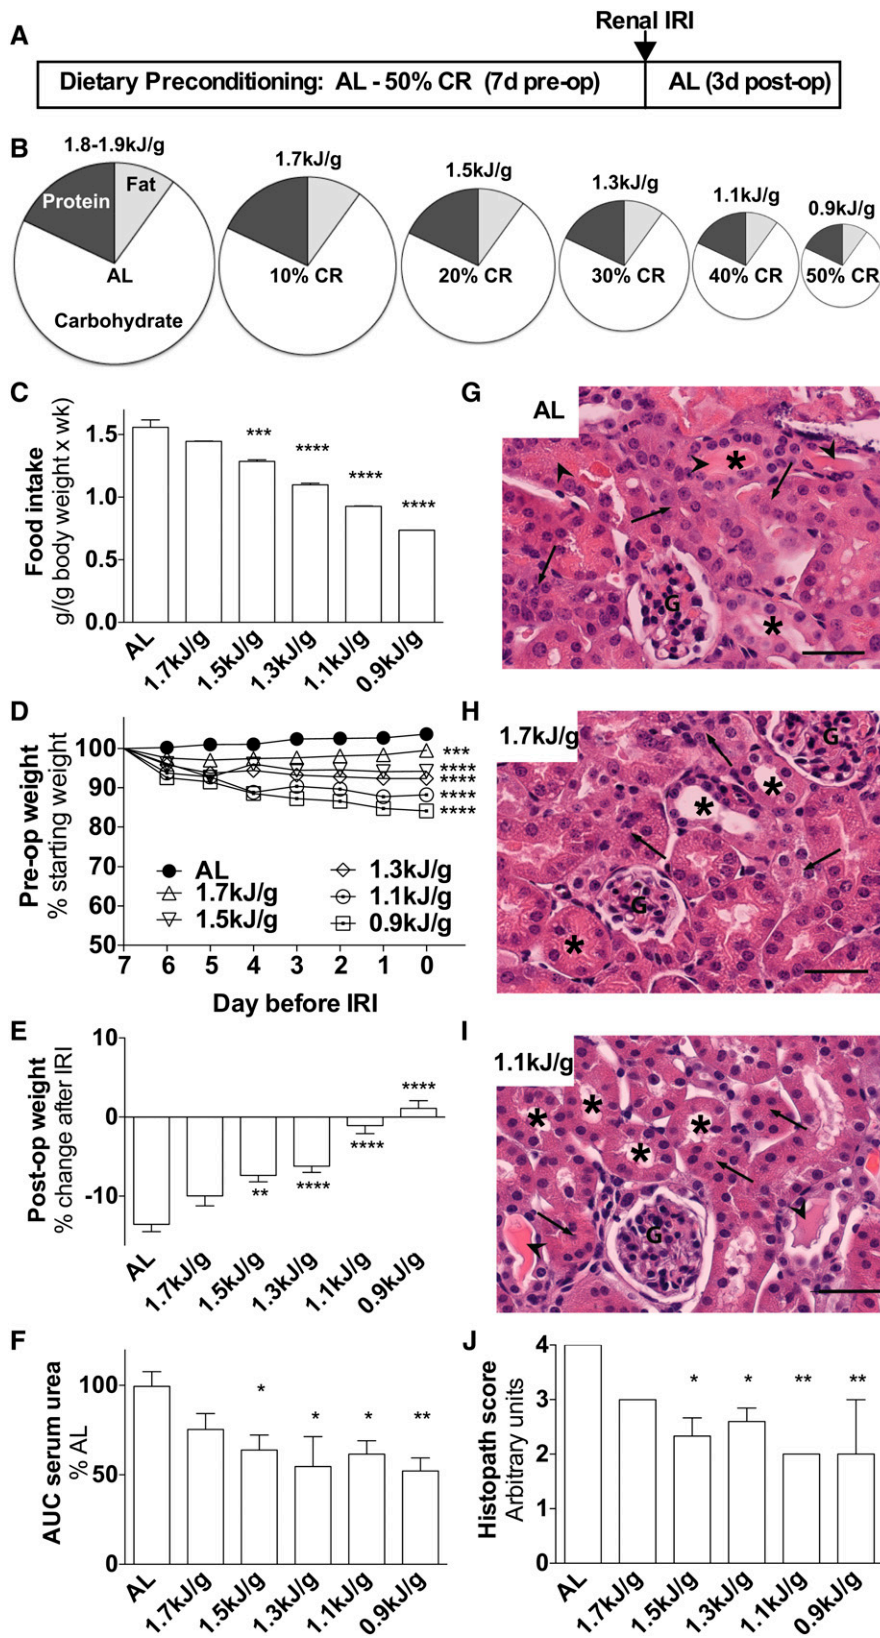 A
Renal IRI
Dietary Preconditioning: AL - 50% CR (7d pre-op)
AL (3d post-op)
B
1.8-1.9kJ/g
1.7kJ/g
1.5kJ/g
1.3kJ/g
1.1kJ/g
0.9kJ/g
Protein
Fat
AL
Carbohydrate
10% CR
20% CR
30% CR
40% CR
50% CR
C
Food intake
g/(g body weight x wk)
1.5
1.0
0.5
0.0
***
****
****
****
AL
1.7kJ/g
1.5kJ/g
1.3kJ/g
1.1kJ/g
0.9kJ/g
D
Pre-op weight
% starting weight
100
90
80
70
60
50
***
****
****
****
****
AL
1.7kJ/g
1.5kJ/g
1.3kJ/g
1.1kJ/g
0.9kJ/g
7 6 5 4 3 2 1 0
Day before IRI
E
Post-op weight
% change after IRI
10
0
-10
**
****
****
****
AL
1.7kJ/g
1.5kJ/g
1.3kJ/g
1.1kJ/g
0.9kJ/g
F
AUC serum urea
% AL
100
50
0
*
*
*
**
AL
1.7kJ/g
1.5kJ/g
1.3kJ/g
1.1kJ/g
0.9kJ/g
G
AL
*
G
*
H
1.7kJ/g
G
*
*
G
*
I
1.1kJ/g
*
*
*
*
G
J
Histopath score
Arbitrary units
4
3
2
1
0
*
*
**
**
AL
1.7kJ/g
1.5kJ/g
1.3kJ/g
1.1kJ/g
0.9kJ/g